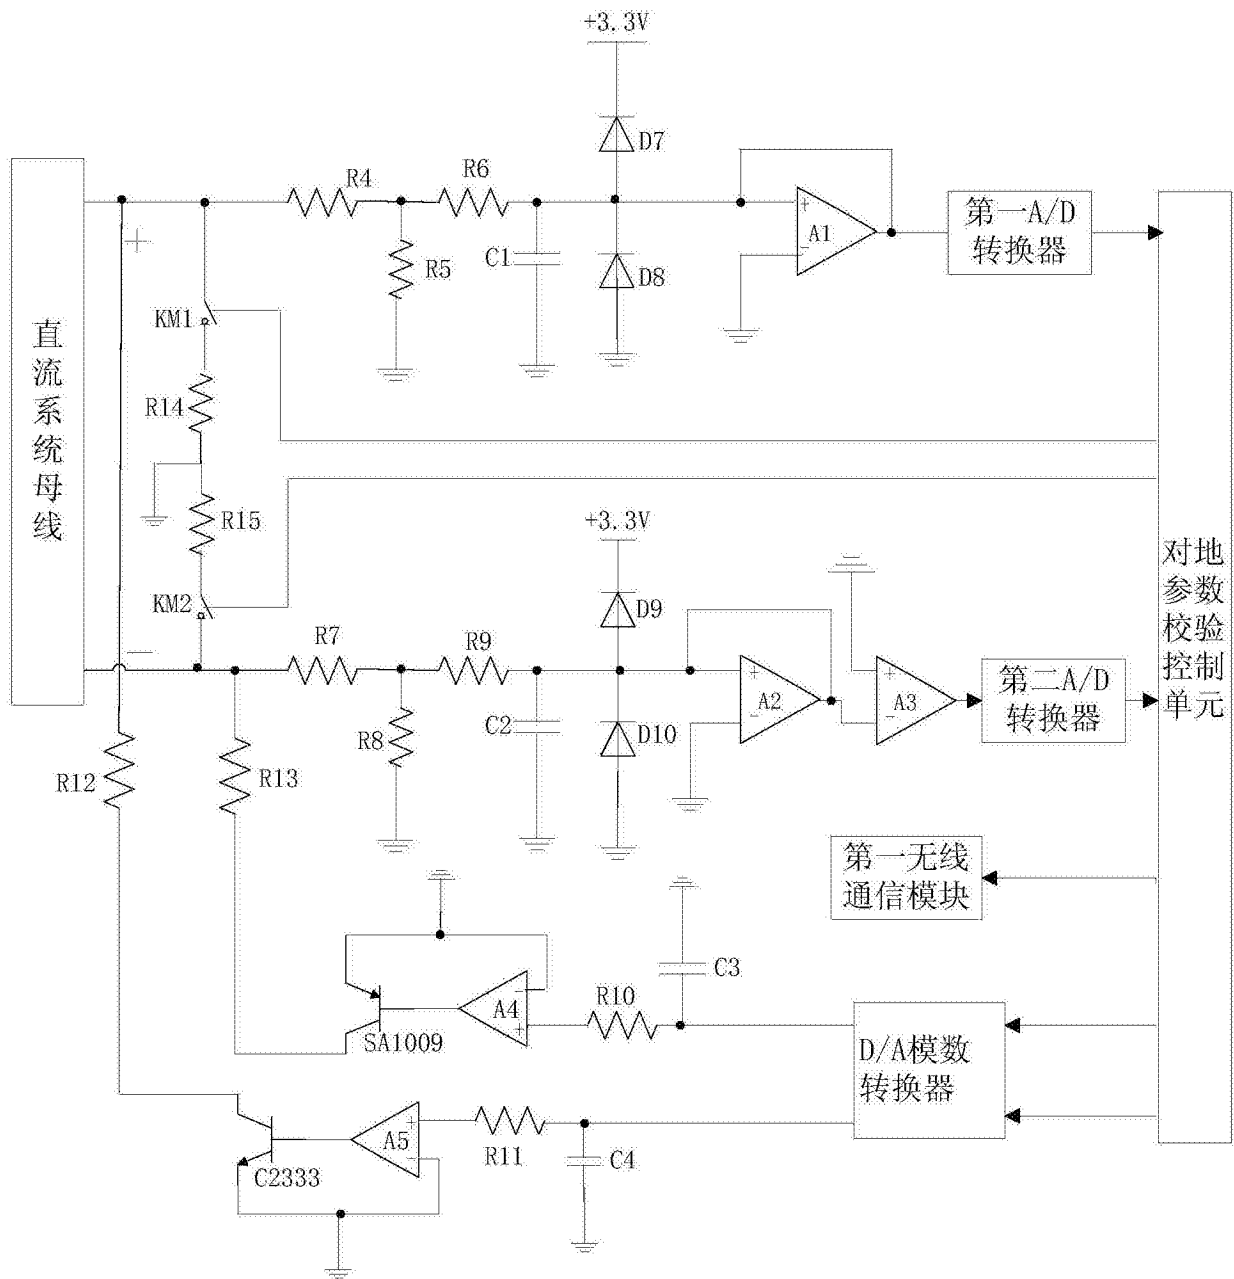 +3.3V
D7
R4
R6
+
A1
-
第一A/D
转换器
+
R5
C1
D8
KM1
直
流
系
统
母
线
R14
R15
+3.3V
KM2
D9
对地
参数
校验
控制
单元
R7
R9
-
+
A2
-
+
A3
-
第二A/D
转换器
R8
C2
D10
R12
R13
第一无线
通信模块
C3
-
A4
+
R10
SA1009
D/A模数
转换器
+
A5
-
R11
C4
C2333